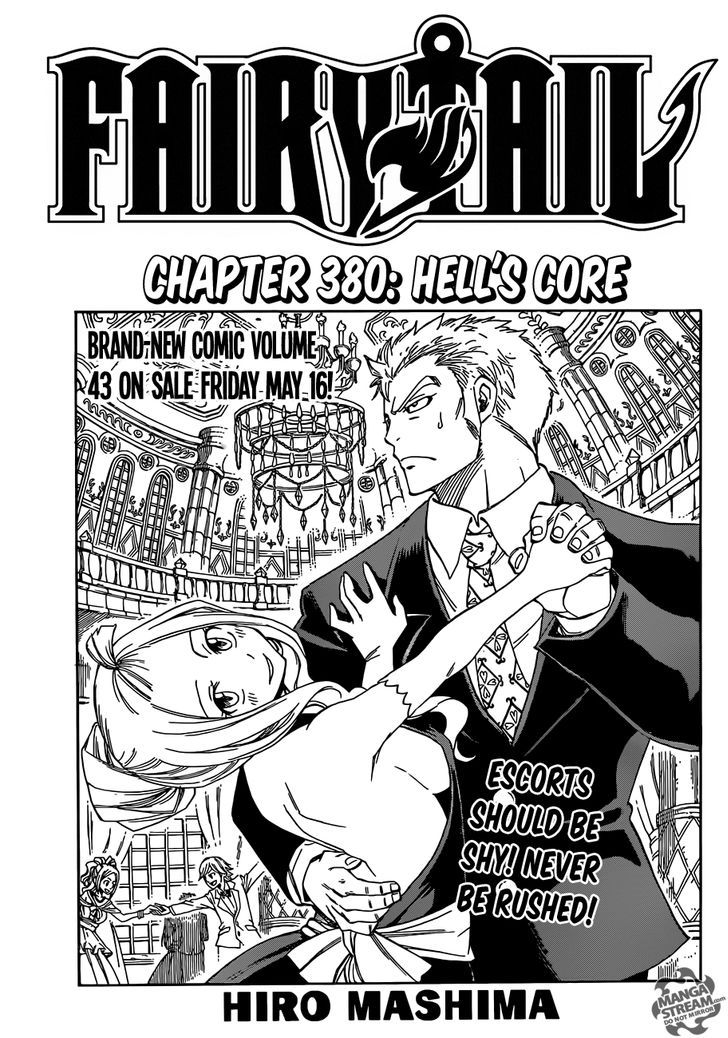 FAIRY TAIL
CHAPTER 380: HELL'S CORE
BRAND-NEW COMIC VOLUME
43 ON SALE FRIDAY MAY 16!
ESCORTS
SHOULD BE
SHY! NEVER
BE RUSHED!
HIRO MASHIMA
MANGA
STREAM.COM
DO NOT MIRROR